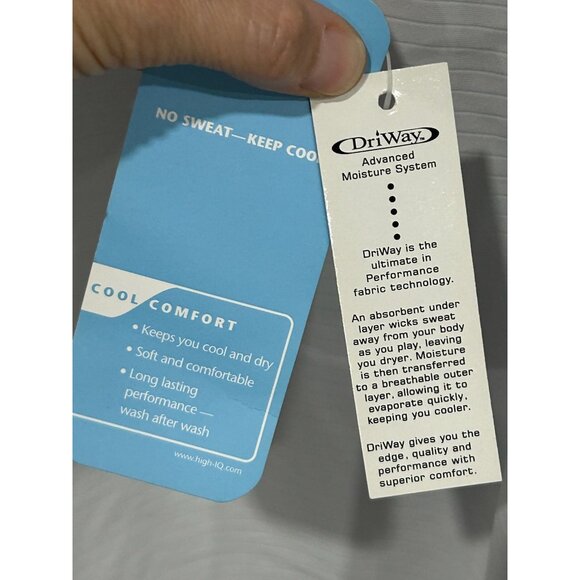 NO SWEAT—KEEP COOL
COOL COMFORT
• Keeps you cool and dry
• Soft and comfortable
• Long lasting
performance —
wash after wash
www.high-IQ.com
DriWay™
Advanced
Moisture System
DriWay is the
ultimate in
Performance
fabric technology.
An absorbent under
layer wicks sweat
away from your body
as you play, leaving
you dryer. Moisture
is then transferred
to a breathable outer
layer, allowing it to
evaporate quickly,
keeping you cooler.
DriWay gives you the
edge, quality and
performance with
superior comfort.